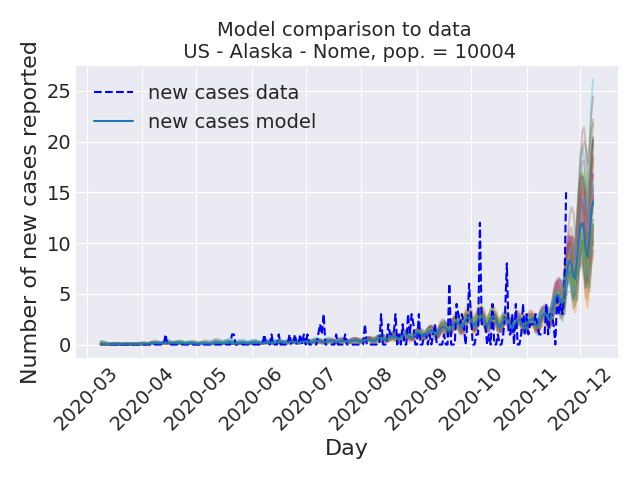 Model comparison to data
US - Alaska - Nome, pop. = 10004
Number of new cases reported
25
20
15
10
5
0
new cases data
new cases model
2020-03
2020-04
2020-05
2020-06
2020-07
2020-08
2020-09
2020-10
2020-11
2020-12
Day